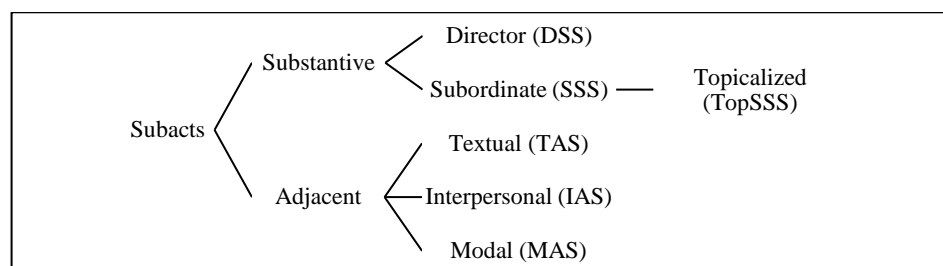 Director (DSS)
Substantive
Subordinate (SSS)
Topicalized
(TopSSS)
Subacts
Textual (TAS)
Adjacent
Interpersonal (IAS)
Modal (MAS)